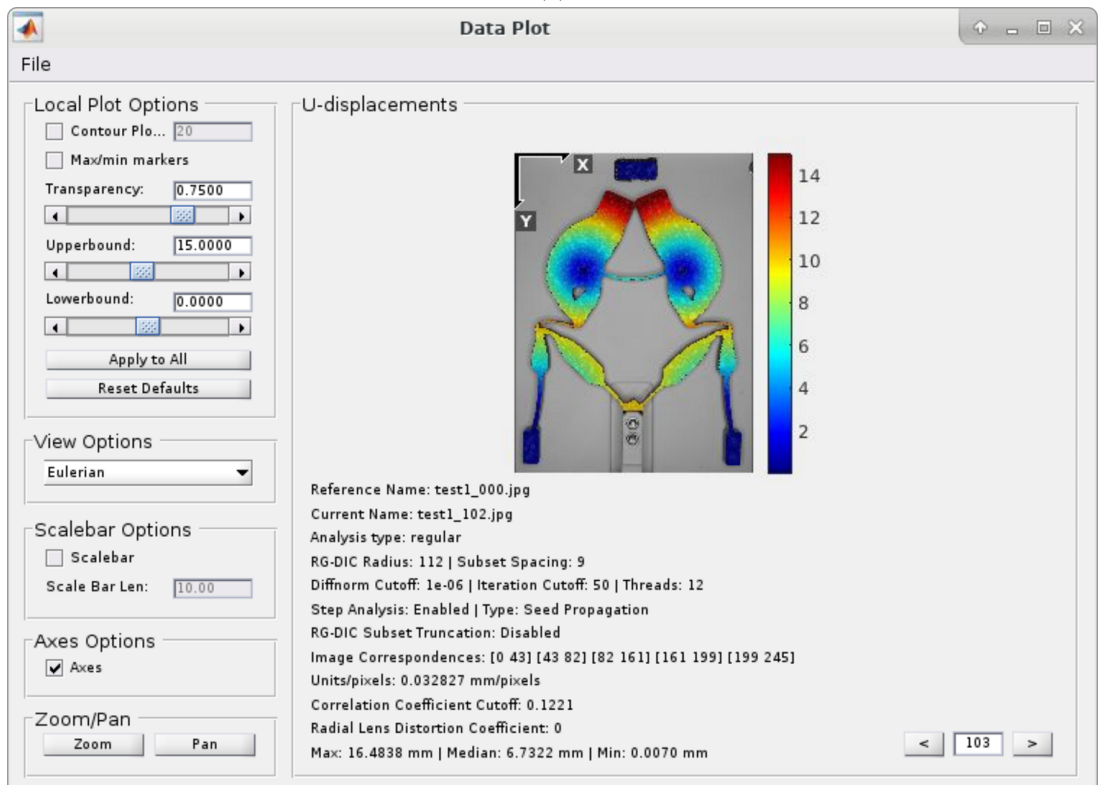 Data Plot
File
Local Plot Options
Contour Plo... 20
Max/min markers
Transparency: 0.7500
Upperbound: 15.0000
Lowerbound: 0.0000
Apply to All
Reset Defaults
View Options
Eulerian
Scalebar Options
Scalebar
Scale Bar Len: 10.00
Axes Options
Axes
Zoom/Pan
Zoom Pan
U-displacements
X
Y
14
12
10
8
6
4
2
Reference Name: test1_000.jpg
Current Name: test1_102.jpg
Analysis type: regular
RG-DIC Radius: 112 | Subset Spacing: 9
Diffnorm Cutoff: 1e-06 | Iteration Cutoff: 50 | Threads: 12
Step Analysis: Enabled | Type: Seed Propagation
RG-DIC Subset Truncation: Disabled
Image Correspondences: [0 43] [43 82] [82 161] [161 199] [199 245]
Units/pixels: 0.032827 mm/pixels
Correlation Coefficient Cutoff: 0.1221
Radial Lens Distortion Coefficient: 0
Max: 16.4838 mm | Median: 6.7322 mm | Min: 0.0070 mm
< 103 >